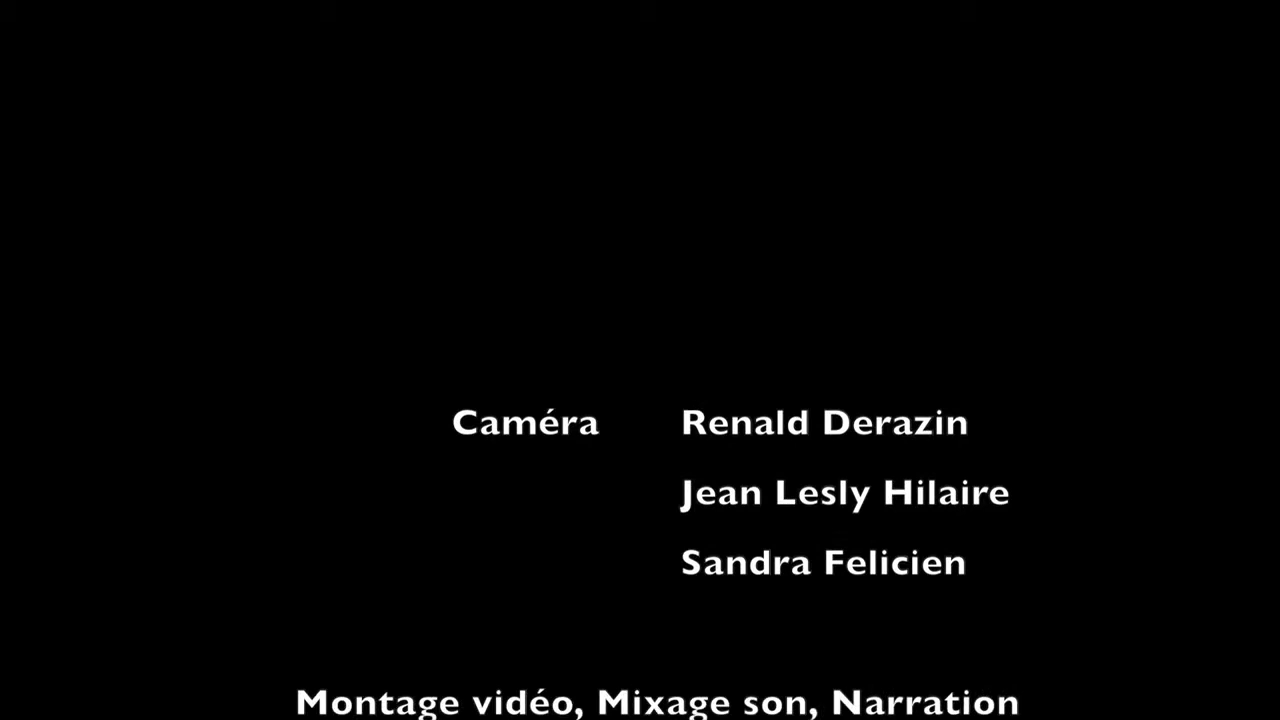 Caméra Renald Derazin
Jean Lesly Hilaire
Sandra Felicien
Montage vidéo, Mixage son, Narration